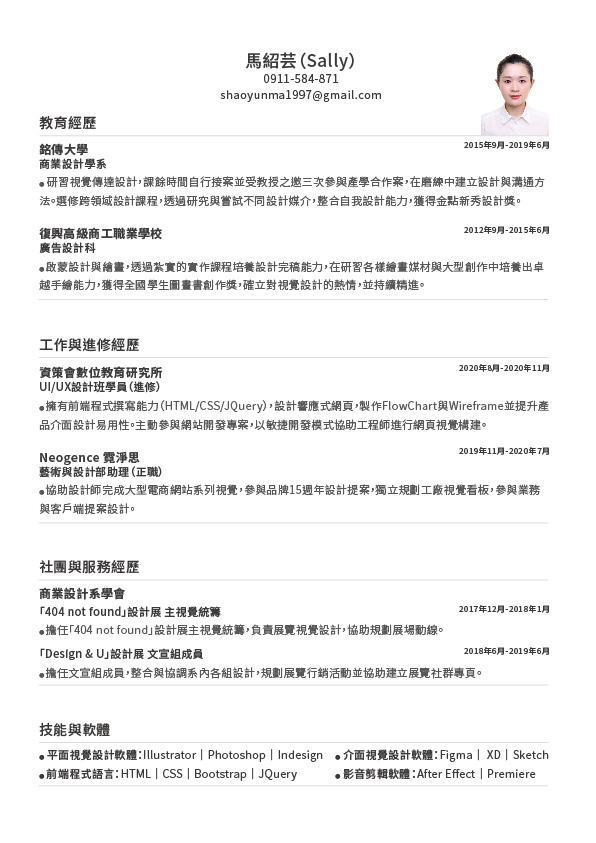 馬紹芸（Sally）
0911-584-871
shaoyunma1997@gmail.com
教育經歷
銘傳大學 2015年9月-2019年6月
商業設計學系
●研習視覺傳達設計，課餘時間自行接案並受教授之邀三次參與產學合作案，在磨練中建立設計與溝通方
法。選修跨領域設計課程，透過研究與嘗試不同設計媒介，整合自我設計能力，獲得金點新秀設計獎。
復興高級商工職業學校 2012年9月-2015年6月
廣告設計科
●啟蒙設計與繪畫，透過紮實的實作課程培養設計完稿能力，在研習各樣繪畫媒材與大型創作中培養出卓
越手繪能力，獲得全國學生圖畫書創作獎，確立對視覺設計的熱情，並持續精進。
工作與進修經歷
資策會數位教育研究所 2020年8月-2020年11月
UI/UX設計班學員（進修）
●擁有前端程式撰寫能力（HTML/CSS/JQuery），設計響應式網頁，製作FlowChart與Wireframe並提升產
品介面設計易用性。主動參與網站開發專案，以敏捷開發模式協助工程師進行網頁視覺構建。
Neogence 霓淨思 2019年11月-2020年7月
藝術與設計部助理（正職）
●協助設計師完成大型電商網站系列視覺，參與品牌15週年設計提案，獨立規劃工廠視覺看板，參與業務
與客戶端提案設計。
社團與服務經歷
商業設計系學會
「404 not found」設計展 主視覺統籌 2017年12月-2018年1月
●擔任「404 not found」設計展主視覺統籌，負責展覽視覺設計，協助規劃展場動線。
「Design & U」設計展 文宣組成員 2018年6月-2019年6月
●擔任文宣組成員，整合與協調系內各組設計，規劃展覽行銷活動並協助建立展覽社群專頁。
技能與軟體
●平面視覺設計軟體：Illustrator｜Photoshop｜Indesign ●介面視覺設計軟體：Figma｜ XD｜Sketch
●前端程式語言：HTML｜CSS｜Bootstrap｜JQuery ●影音剪輯軟體：After Effect｜Premiere